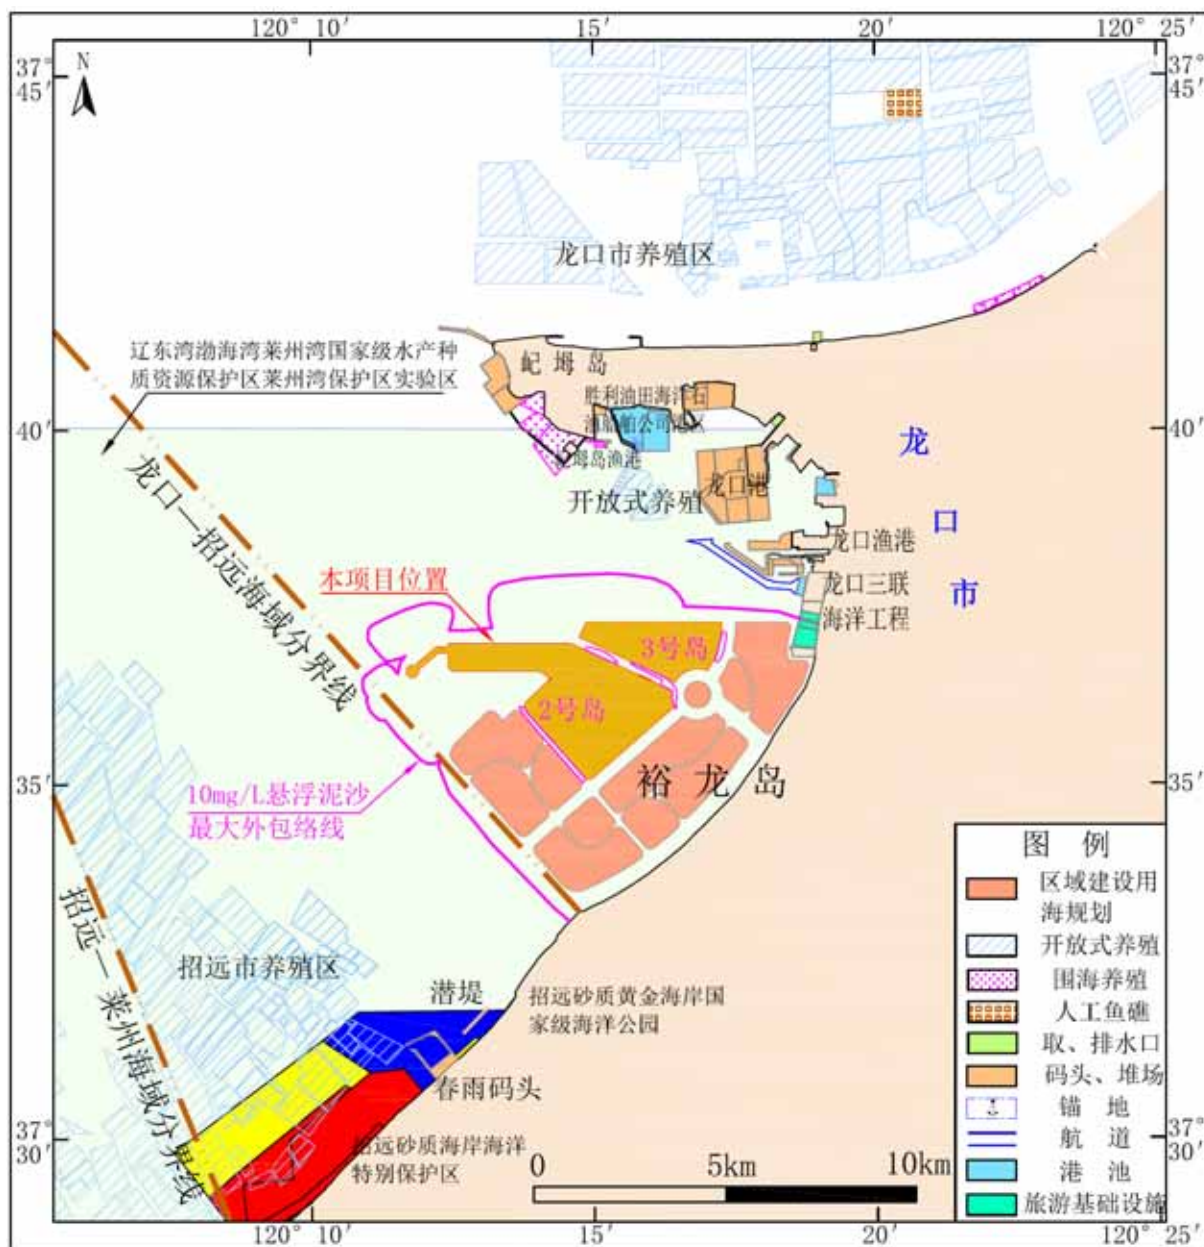 120° 10′
15′
20′
120° 25′
37°
45′
37°
45′
N
龙口市养殖区
辽东湾渤海湾莱州湾国家级水产种
质资源保护区莱州湾保护区实验区
屺㟂岛
胜利油田海洋石
油船舶公司港区
40′
40′
屺㟂岛渔港
开放式养殖
龙口港
龙口市
龙口渔港
龙口—招远海域分界线
本项目位置
龙口三联
海洋工程
3号岛
2号岛
裕龙岛
35′
35′
10mg/L悬浮泥沙
最大外包络线
招远—莱州海域分界线
招远市养殖区
潜堤
招远砂质黄金海岸国
家级海洋公园
春雨码头
招远砂质海岸海洋
特别保护区
37°
30′
37°
30′
0
5km
10km
图例
区域建设用
海规划
开放式养殖
围海养殖
人工鱼礁
取、排水口
码头、堆场
锚地
航道
港池
旅游基础设施
120° 10′
15′
20′
120° 25′